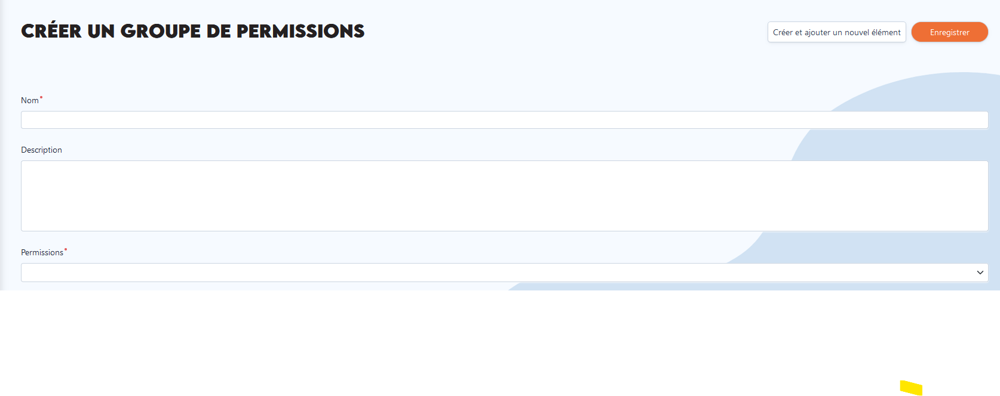 CRÉER UN GROUPE DE PERMISSIONS
Créer et ajouter un nouvel élément
Enregistrer
Nom
Description
Permissions